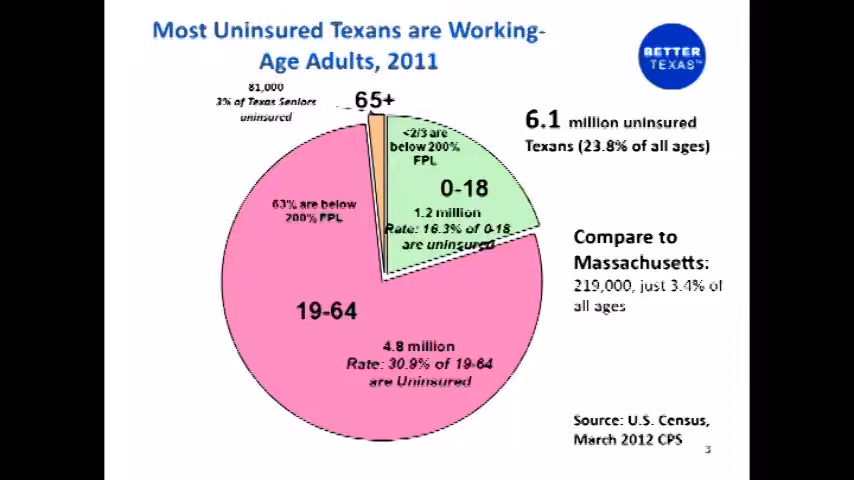 Most Uninsured Texans are Working-
Age Adults, 2011
BETTER
TEXAS™
81,000
3% of Texas Seniors
uninsured
65+
<2/3 are
below 200%
FPL
0-18
1.2 million
Rate: 16.3% of 0-18
are uninsured
63% are below
200% FPL
19-64
4.8 million
Rate: 30.9% of 19-64
are Uninsured
6.1 million uninsured
Texans (23.8% of all ages)
Compare to
Massachusetts:
219,000, just 3.4% of
all ages
Source: U.S. Census,
March 2012 CPS
3